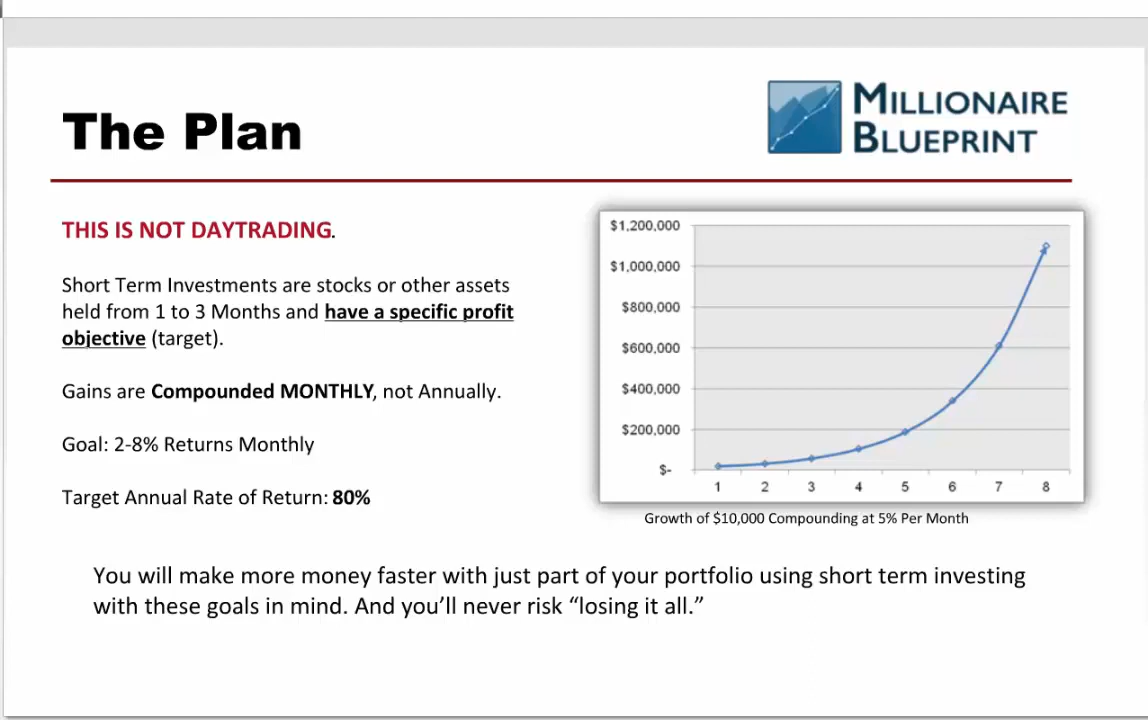 The Plan
MILLIONAIRE
BLUEPRINT
THIS IS NOT DAYTRADING.
Short Term Investments are stocks or other assets
held from 1 to 3 Months and have a specific profit
objective (target).
Gains are Compounded MONTHLY, not Annually.
Goal: 2-8% Returns Monthly
Target Annual Rate of Return: 80%
$1,200,000
$1,000,000
$800,000
$600,000
$400,000
$200,000
$-
1 2 3 4 5 6 7 8
Growth of $10,000 Compounding at 5% Per Month
You will make more money faster with just part of your portfolio using short term investing
with these goals in mind. And you’ll never risk “losing it all.”